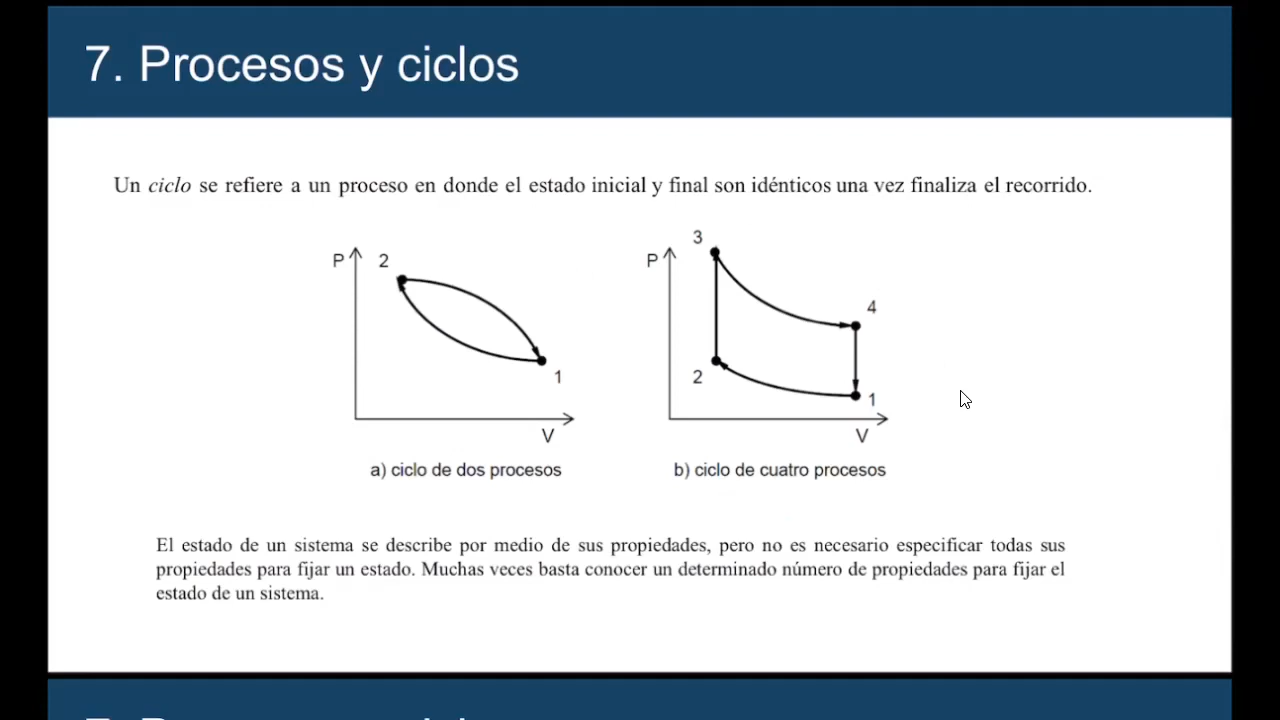 7. Procesos y ciclos
Un ciclo se refiere a un proceso en donde el estado inicial y final son idénticos una vez finaliza el recorrido.
P
2
1
V
a) ciclo de dos procesos
P
3
4
2
1
V
b) ciclo de cuatro procesos
El estado de un sistema se describe por medio de sus propiedades, pero no es necesario especificar todas sus
propiedades para fijar un estado. Muchas veces basta conocer un determinado número de propiedades para fijar el
estado de un sistema.